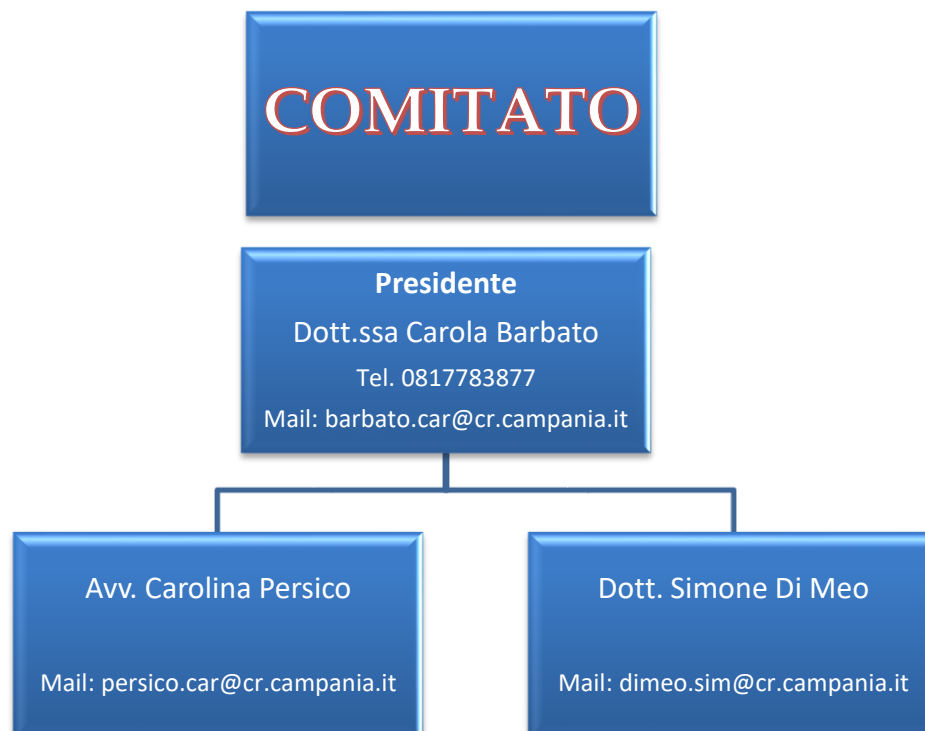 COMITATO
Presidente
Dott.ssa Carola Barbato
Tel. 0817783877
Mail: barbato.car@cr.campania.it
Avv. Carolina Persico
Mail: persico.car@cr.campania.it
Dott. Simone Di Meo
Mail: dimeo.sim@cr.campania.it